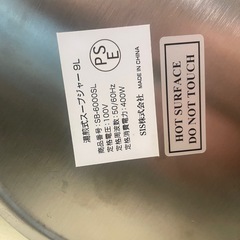 湯煎式スープジャー 9L
商品番号：SB-6000SL
定格電圧：100V
定格周波数：50/60Hz
定格消費電力：400W
PS
E
SIS株式会社
MADE IN CHINA
HOT SURFACE
DO NOT TOUCH